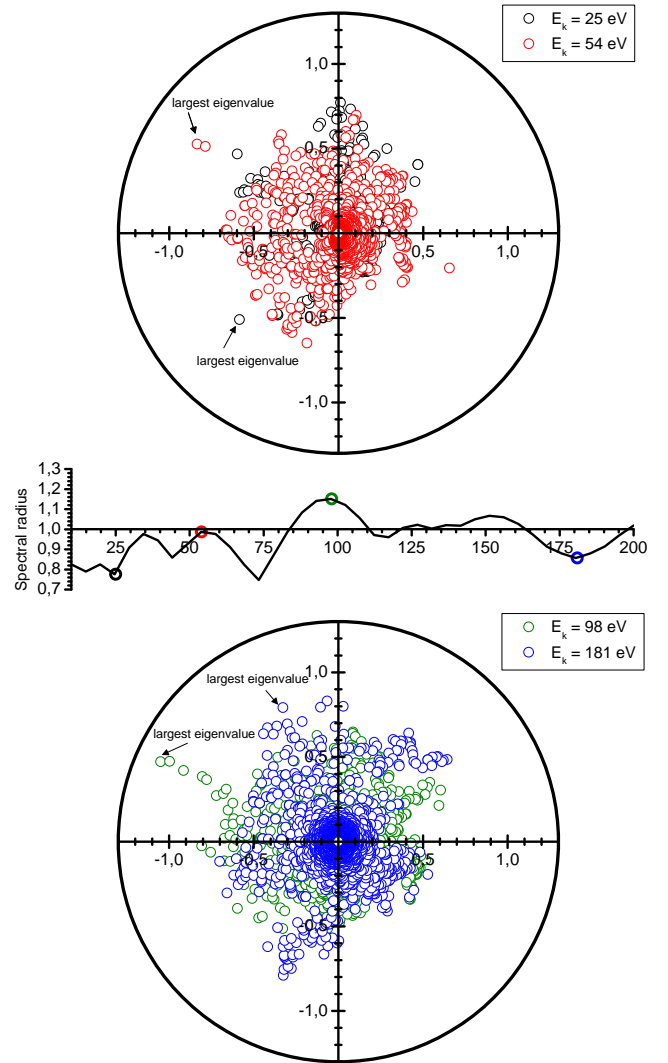 E_k = 25 eV
E_k = 54 eV
1,0
largest eigenvalue
0,5
-1,0 -0,5 0,5 1,0
-0,5
largest eigenvalue
-1,0
1,3
1,2
1,1
1,0
0,9
0,8
0,7
Spectral radius
25 50 75 100 125 150 175 200
E_k = 98 eV
E_k = 181 eV
largest eigenvalue
1,0
largest eigenvalue
0,5
-1,0 -0,5 0,5 1,0
-0,5
-1,0